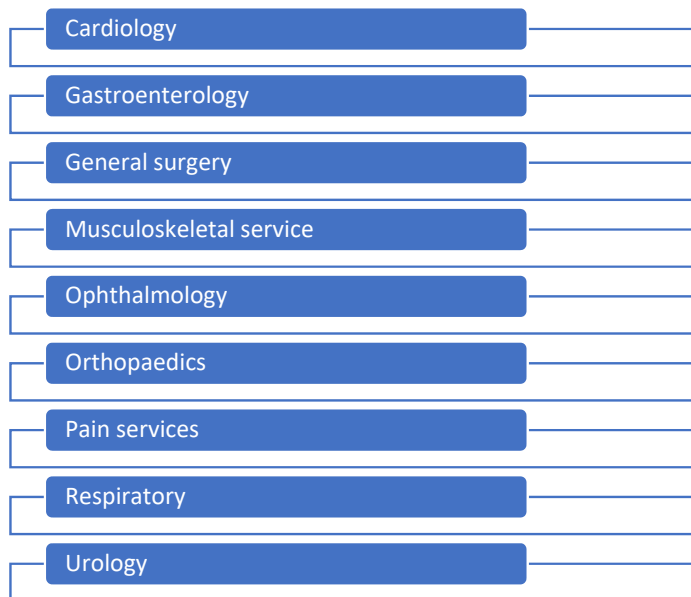 Cardiology
Gastroenterology
General surgery
Musculoskeletal service
Ophthalmology
Orthopaedics
Pain services
Respiratory
Urology